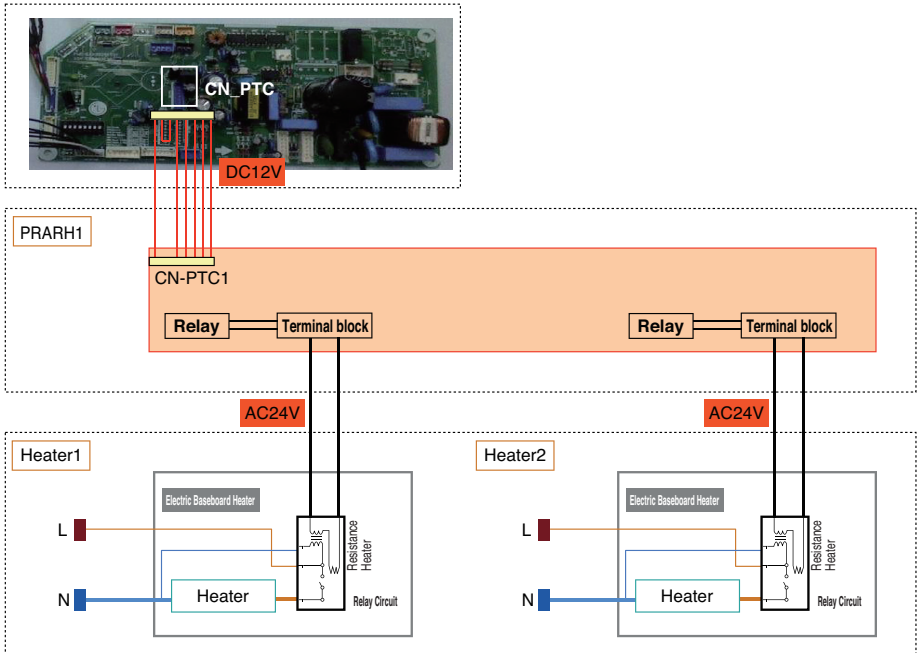 CN_PTC
DC12V
PRARH1
CN-PTC1
Relay
Terminal block
Relay
Terminal block
AC24V
AC24V
Heater1
Heater2
Electric Baseboard Heater
Electric Baseboard Heater
L
Resistance
Heater
L
Resistance
Heater
N
Heater
Relay Circuit
N
Heater
Relay Circuit